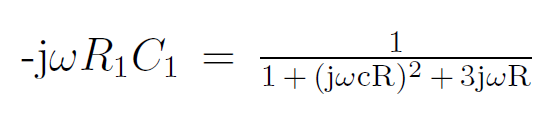 -jωR₁C₁ = 1 / (1 + (jωcR)² + 3jωR)